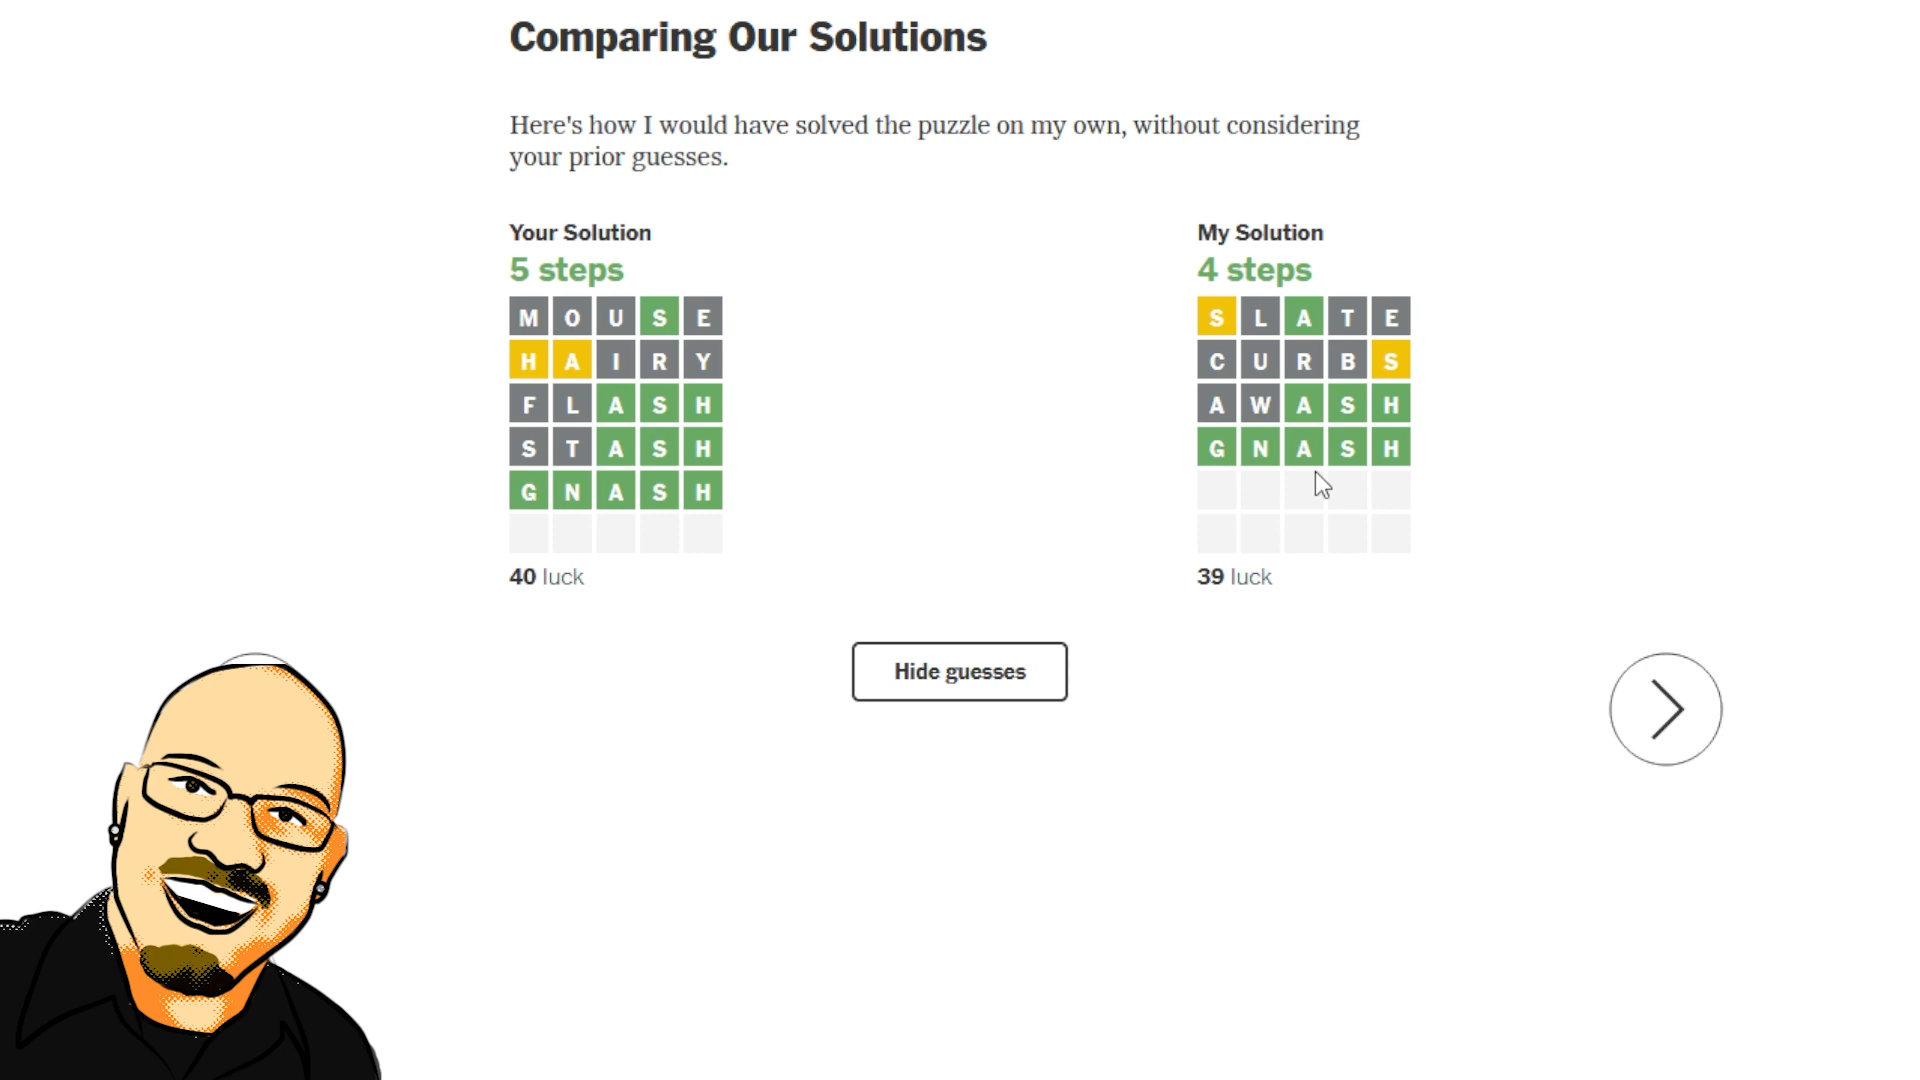 Comparing Our Solutions
Here's how I would have solved the puzzle on my own, without considering
your prior guesses.
Your Solution
5 steps
MOUSE
HAIRY
FLASH
STASH
GNASH
40 luck
My Solution
4 steps
SLATE
CURBS
AWASH
GNASH
39 luck
Hide guesses